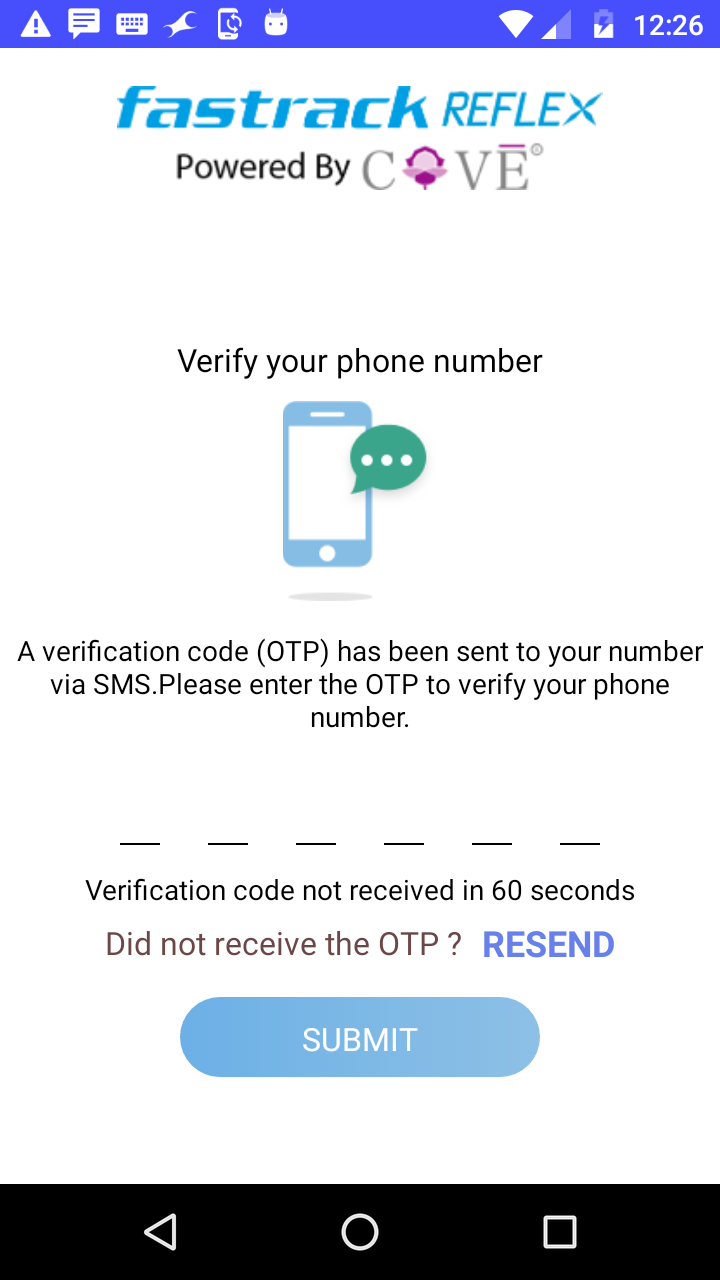 12:26
fastrack REFLEX
Powered By COVĒ®
Verify your phone number
A verification code (OTP) has been sent to your number
via SMS.Please enter the OTP to verify your phone
number.
Verification code not received in 60 seconds
Did not receive the OTP ? RESEND
SUBMIT